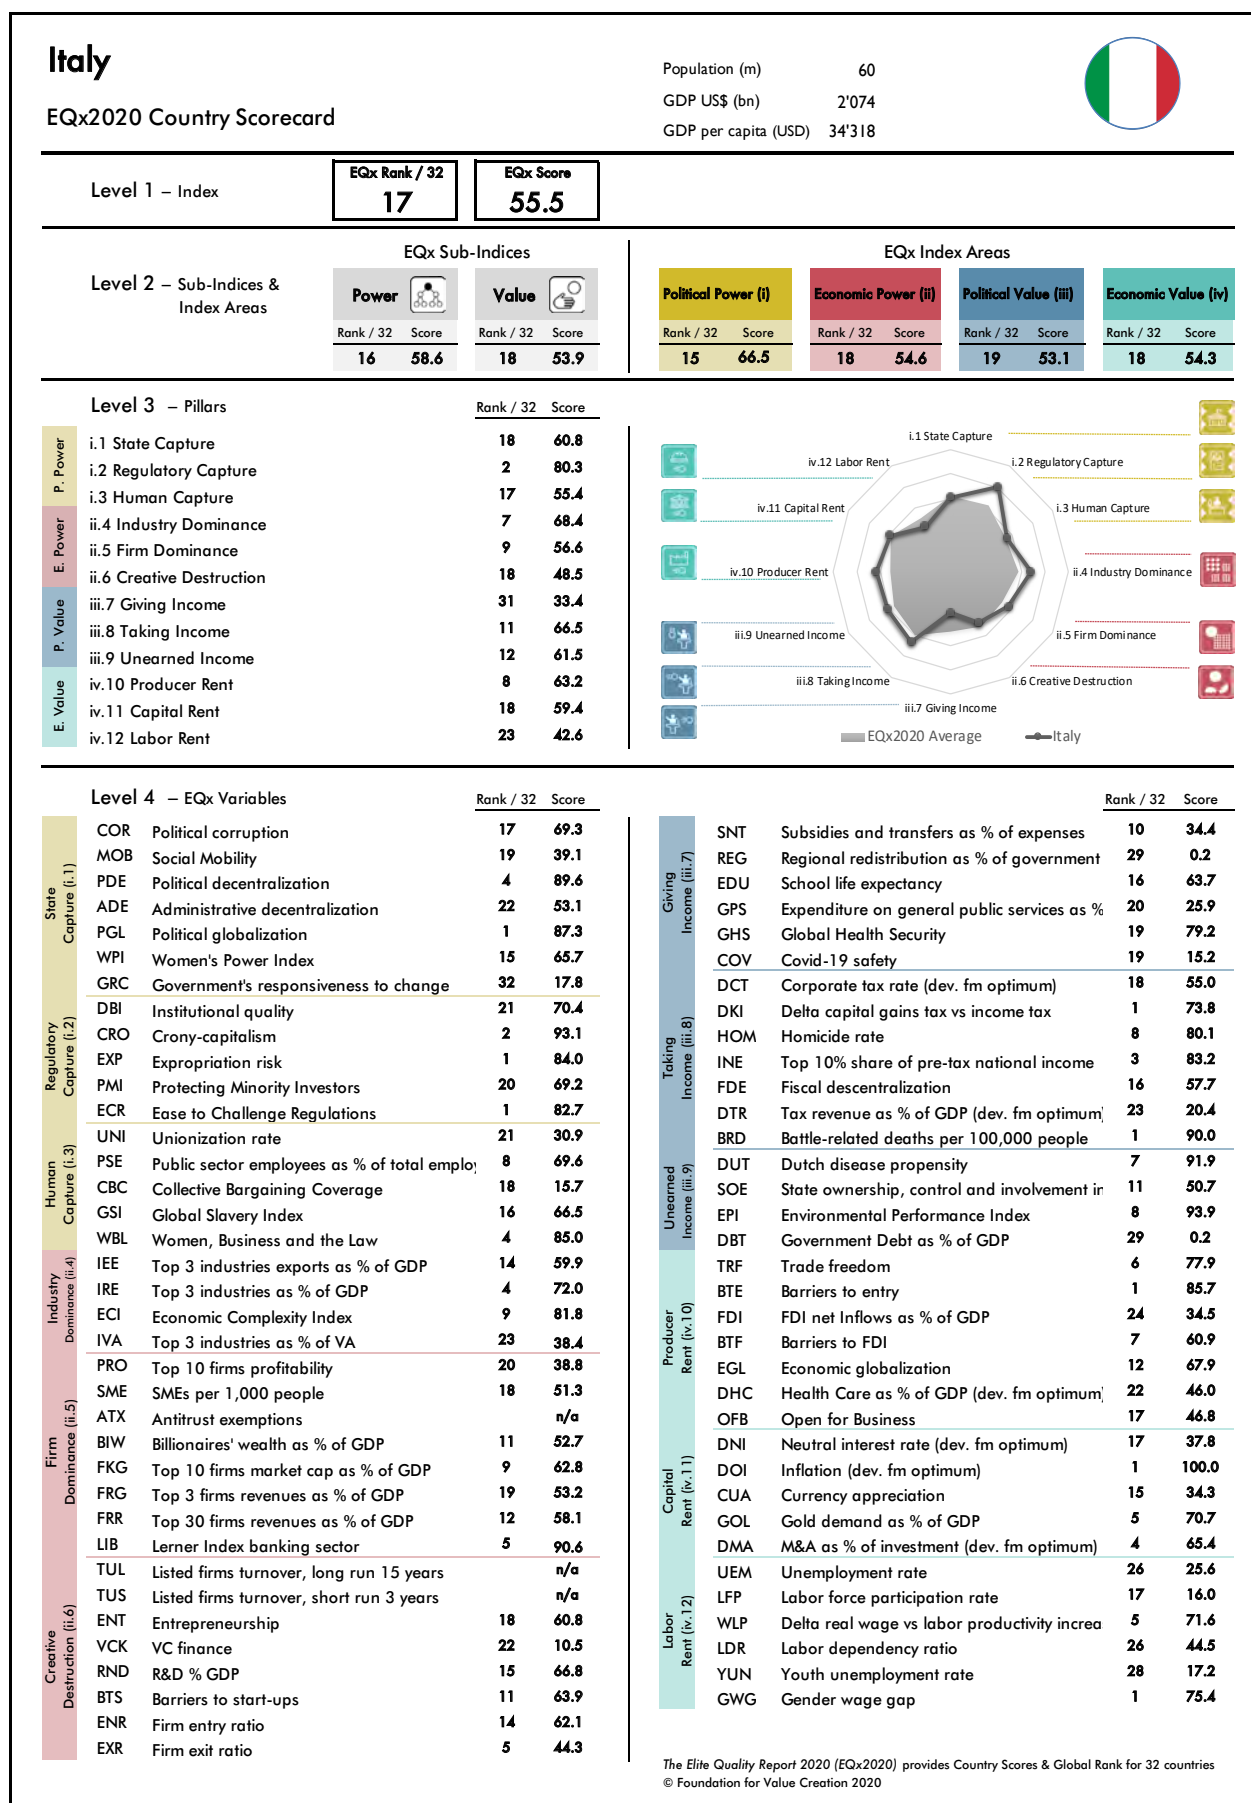 Italy
EQx2020 Country Scorecard
Population (m) 60
GDP US$ (bn) 2'074
GDP per capita (USD) 34'318
Level 1 – Index
EQx Rank / 32
17
EQx Score
55.5
Level 2 – Sub-Indices & Index Areas
EQx Sub-Indices
Power
Rank / 32 Score
16 58.6
Value
Rank / 32 Score
18 53.9
EQx Index Areas
Political Power (i)
Rank / 32 Score
15 66.5
Economic Power (ii)
Rank / 32 Score
18 54.6
Political Value (iii)
Rank / 32 Score
19 53.1
Economic Value (iv)
Rank / 32 Score
18 54.3
Level 3 – Pillars
Rank / 32 Score
P. Power
i.1 State Capture 18 60.8
i.2 Regulatory Capture 2 80.3
i.3 Human Capture 17 55.4
E. Power
ii.4 Industry Dominance 7 68.4
ii.5 Firm Dominance 9 56.6
ii.6 Creative Destruction 18 48.5
P. Value
iii.7 Giving Income 31 33.4
iii.8 Taking Income 11 66.5
iii.9 Unearned Income 12 61.5
E. Value
iv.10 Producer Rent 8 63.2
iv.11 Capital Rent 18 59.4
iv.12 Labor Rent 23 42.6
i.1 State Capture
i.2 Regulatory Capture
i.3 Human Capture
ii.4 Industry Dominance
ii.5 Firm Dominance
ii.6 Creative Destruction
iii.7 Giving Income
iii.8 Taking Income
iii.9 Unearned Income
iv.10 Producer Rent
iv.11 Capital Rent
iv.12 Labor Rent
EQx2020 Average
Italy
Level 4 – EQx Variables
Rank / 32 Score
State Capture (i.1)
COR Political corruption 17 69.3
MOB Social Mobility 19 39.1
PDE Political decentralization 4 89.6
ADE Administrative decentralization 22 53.1
PGL Political globalization 1 87.3
WPI Women's Power Index 15 65.7
GRC Government's responsiveness to change 32 17.8
Regulatory Capture (i.2)
DBI Institutional quality 21 70.4
CRO Crony-capitalism 2 93.1
EXP Expropriation risk 1 84.0
PMI Protecting Minority Investors 20 69.2
ECR Ease to Challenge Regulations 1 82.7
Human Capture (i.3)
UNI Unionization rate 21 30.9
PSE Public sector employees as % of total employ 8 69.6
CBC Collective Bargaining Coverage 18 15.7
GSI Global Slavery Index 16 66.5
WBL Women, Business and the Law 4 85.0
Industry Dominance (ii.4)
IEE Top 3 industries exports as % of GDP 14 59.9
IRE Top 3 industries as % of GDP 4 72.0
ECI Economic Complexity Index 9 81.8
IVA Top 3 industries as % of VA 23 38.4
Firm Dominance (ii.5)
PRO Top 10 firms profitability 20 38.8
SME SMEs per 1,000 people 18 51.3
ATX Antitrust exemptions n/a
BIW Billionaires' wealth as % of GDP 11 52.7
FKG Top 10 firms market cap as % of GDP 9 62.8
FRG Top 3 firms revenues as % of GDP 19 53.2
FRR Top 30 firms revenues as % of GDP 12 58.1
LIB Lerner Index banking sector 5 90.6
Creative Destruction (ii.6)
TUL Listed firms turnover, long run 15 years n/a
TUS Listed firms turnover, short run 3 years n/a
ENT Entrepreneurship 18 60.8
VCK VC finance 22 10.5
RND R&D % GDP 15 66.8
BTS Barriers to start-ups 11 63.9
ENR Firm entry ratio 14 62.1
EXR Firm exit ratio 5 44.3
Rank / 32 Score
Giving Income (iii.7)
SNT Subsidies and transfers as % of expenses 10 34.4
REG Regional redistribution as % of government 29 0.2
EDU School life expectancy 16 63.7
GPS Expenditure on general public services as % 20 25.9
GHS Global Health Security 19 79.2
COV Covid-19 safety 19 15.2
Taking Income (iii.8)
DCT Corporate tax rate (dev. fm optimum) 18 55.0
DKI Delta capital gains tax vs income tax 1 73.8
HOM Homicide rate 8 80.1
INE Top 10% share of pre-tax national income 3 83.2
FDE Fiscal descentralization 16 57.7
DTR Tax revenue as % of GDP (dev. fm optimum) 23 20.4
BRD Battle-related deaths per 100,000 people 1 90.0
Unearned Income (iii.9)
DUT Dutch disease propensity 7 91.9
SOE State ownership, control and involvement in 11 50.7
EPI Environmental Performance Index 8 93.9
DBT Government Debt as % of GDP 29 0.2
Producer Rent (iv.10)
TRF Trade freedom 6 77.9
BTE Barriers to entry 1 85.7
FDI FDI net Inflows as % of GDP 24 34.5
BTF Barriers to FDI 7 60.9
EGL Economic globalization 12 67.9
DHC Health Care as % of GDP (dev. fm optimum) 22 46.0
OFB Open for Business 17 46.8
Capital Rent (iv.11)
DNI Neutral interest rate (dev. fm optimum) 17 37.8
DOI Inflation (dev. fm optimum) 1 100.0
CUA Currency appreciation 15 34.3
GOL Gold demand as % of GDP 5 70.7
DMA M&A as % of investment (dev. fm optimum) 4 65.4
Labor Rent (iv.12)
UEM Unemployment rate 26 25.6
LFP Labor force participation rate 17 16.0
WLP Delta real wage vs labor productivity increa 5 71.6
LDR Labor dependency ratio 26 44.5
YUN Youth unemployment rate 28 17.2
GWG Gender wage gap 1 75.4
The Elite Quality Report 2020 (EQx2020) provides Country Scores & Global Rank for 32 countries
© Foundation for Value Creation 2020